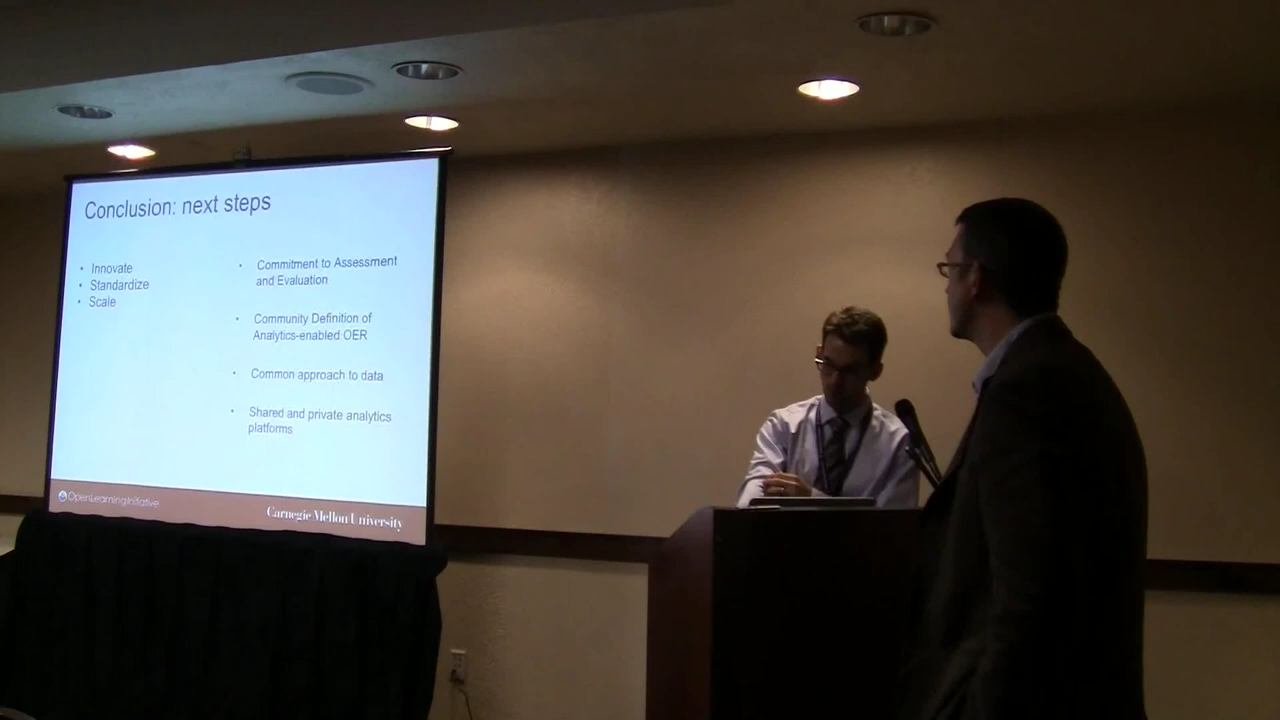 Conclusion: next steps
• Innovate
• Standardize
• Scale
• Commitment to Assessment
and Evaluation
• Community Definition of
Analytics-enabled OER
• Common approach to data
• Shared and private analytics
platforms
OpenLearningInitiative
Carnegie Mellon University